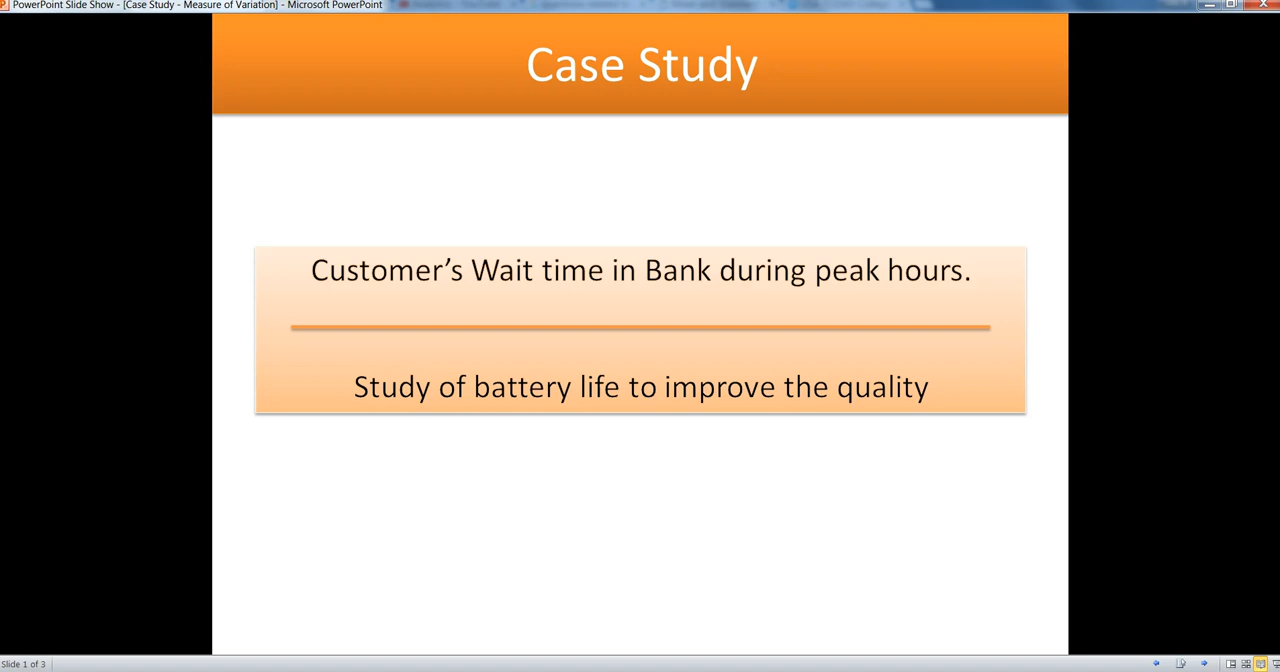 PowerPoint Slide Show - [Case Study - Measure of Variation] - Microsoft PowerPoint
Case Study
Customer’s Wait time in Bank during peak hours.
Study of battery life to improve the quality
Slide 1 of 3